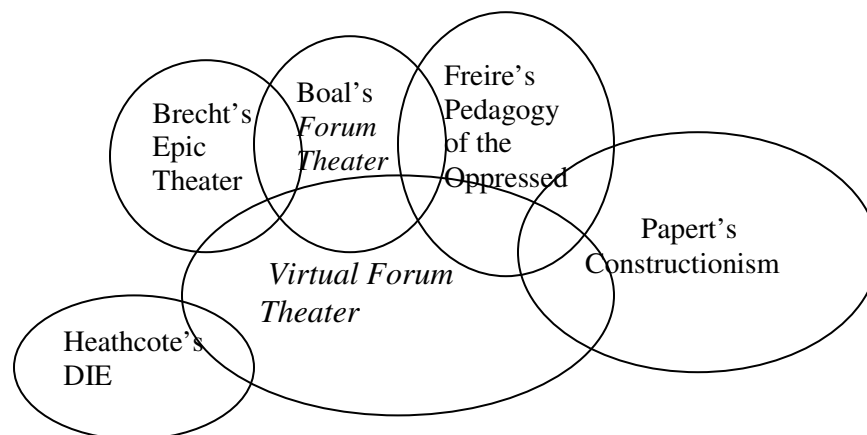 Brecht's
Epic
Theater
Boal's
Forum
Theater
Freire's
Pedagogy
of the
Oppressed
Papert's
Constructionism
Virtual Forum
Theater
Heathcote's
DIE